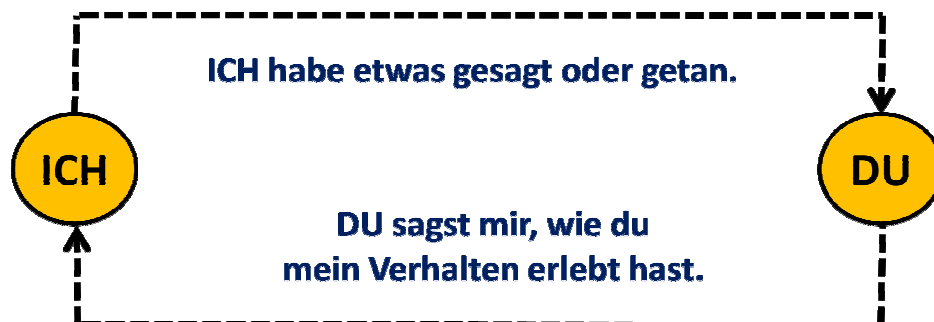 ICH habe etwas gesagt oder getan.
ICH
DU
DU sagst mir, wie du
mein Verhalten erlebt hast.